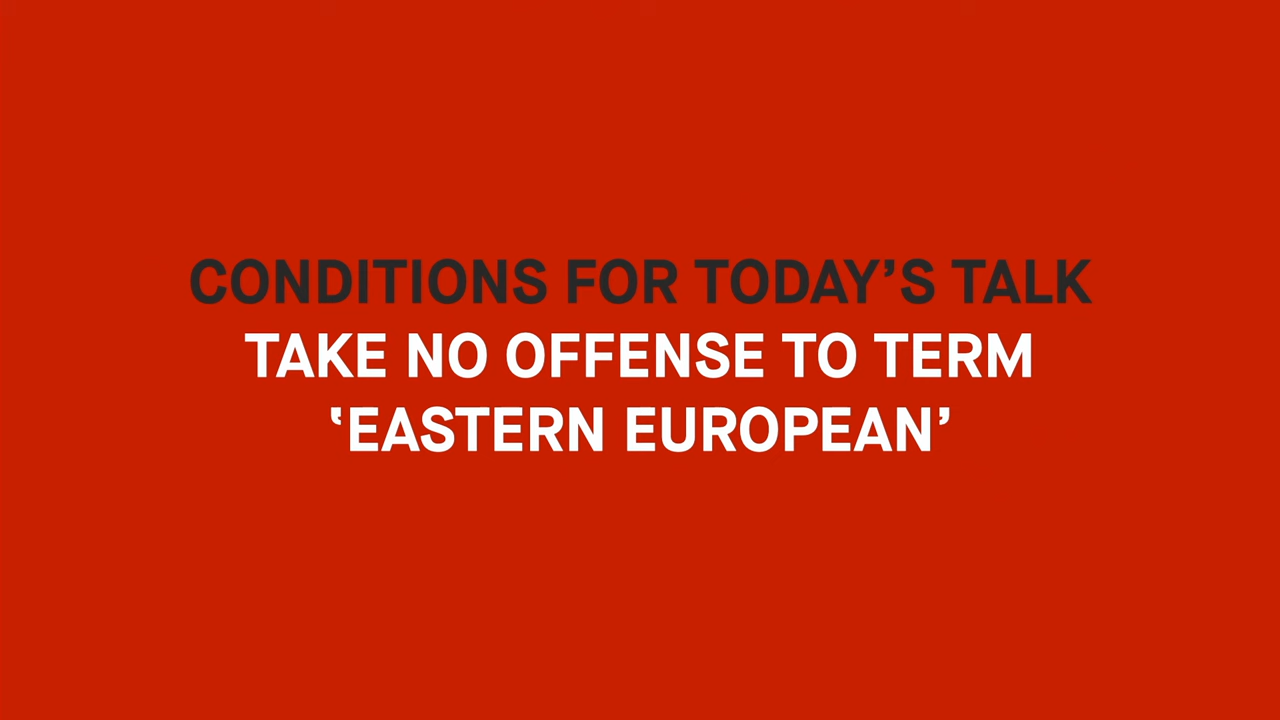 CONDITIONS FOR TODAY’S TALK
TAKE NO OFFENSE TO TERM
‘EASTERN EUROPEAN’